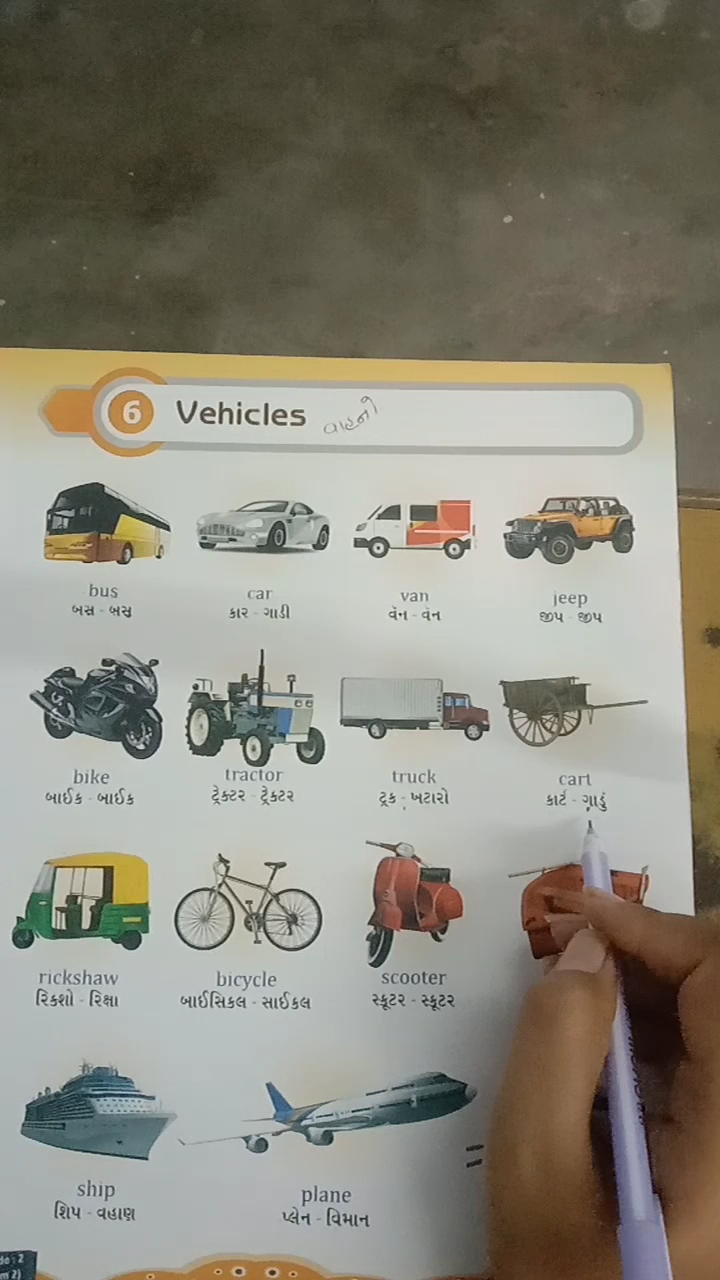 6 Vehicles વાહનો
bus car van jeep
બસ - બસ કાર - ગાડી વૅન - વૅન જીપ - જીપ
bike tractor truck cart
બાઈક - બાઈક ટ્રેક્ટર - ટ્રેક્ટર ટ્રક - ખટારો કાર્ટ - ગાડું
rickshaw bicycle scooter
રિક્શો - રિક્ષા બાઈસિકલ - સાઈકલ સ્કૂટર - સ્કૂટર
ship plane
શિપ - વહાણ પ્લેન - વિમાન